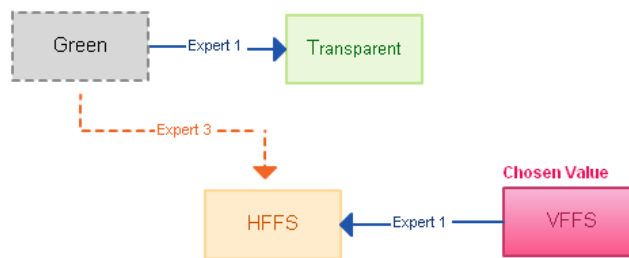 Green
Expert 1
Transparent
Expert 3
Chosen Value
HFFS
Expert 1
VFFS